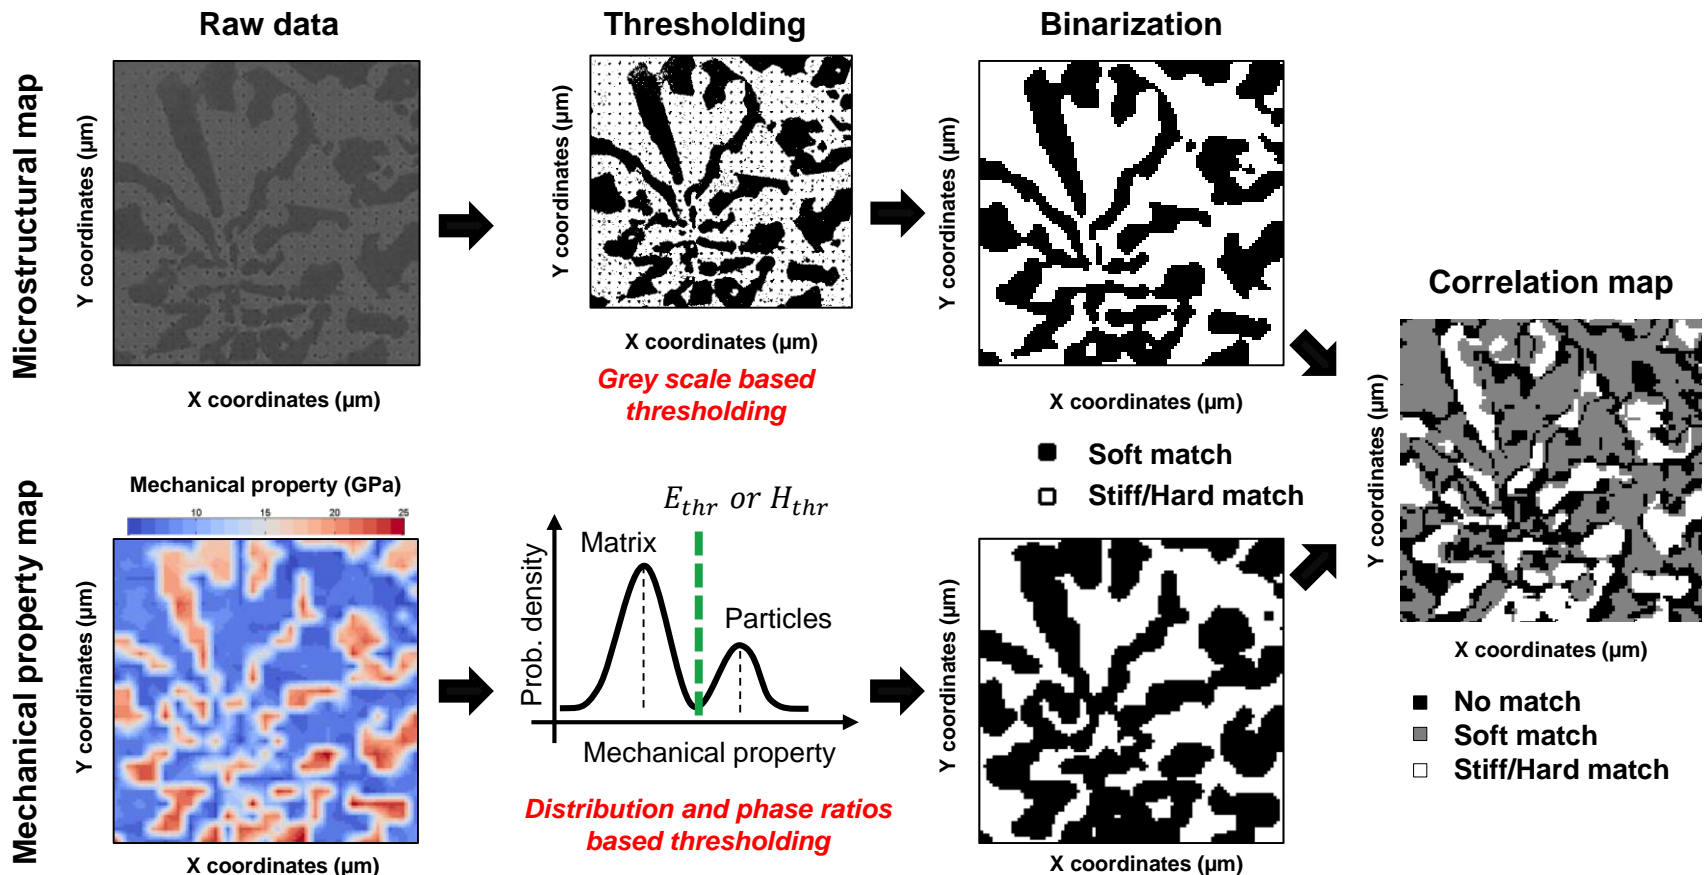 Raw data
Thresholding
Binarization
Microstructural map
Y coordinates (µm)
X coordinates (µm)
Y coordinates (µm)
X coordinates (µm)
Grey scale based
thresholding
Y coordinates (µm)
X coordinates (µm)
Soft match
Stiff/Hard match
Correlation map
Y coordinates (µm)
X coordinates (µm)
No match
Soft match
Stiff/Hard match
Mechanical property map
Mechanical property (GPa)
10 15 20 25
Y coordinates (µm)
X coordinates (µm)
E_thr or H_thr
Matrix
Particles
Prob. density
Mechanical property
Distribution and phase ratios
based thresholding
Y coordinates (µm)
X coordinates (µm)